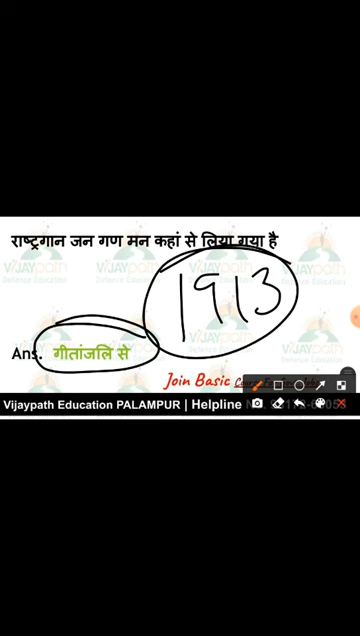 राष्ट्रगान जन गण मन कहां से लिया गया है
1913
Ans. गीतांजलि से
Join Basic
Vijaypath Education PALAMPUR | Helpline